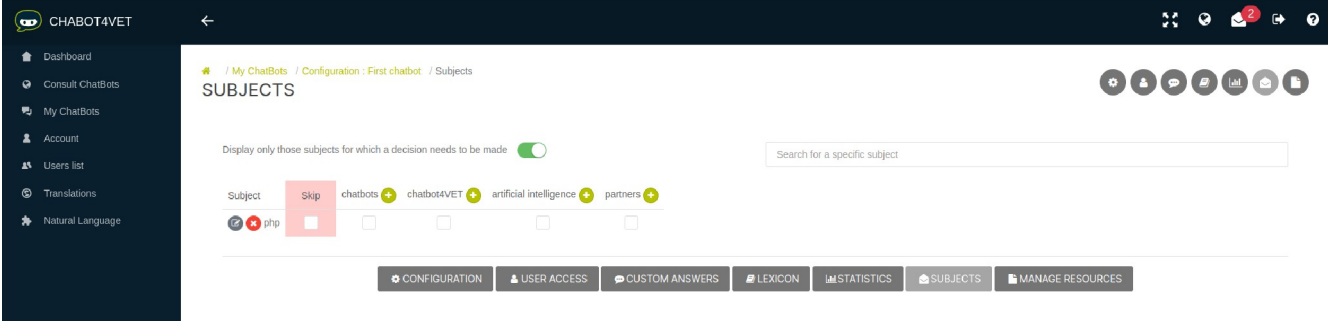 CHABOT4VET
2
Dashboard
Consult ChatBots
My ChatBots
Account
Users list
Translations
Natural Language
/ My ChatBots / Configuration : First chatbot / Subjects
SUBJECTS
Display only those subjects for which a decision needs to be made
Search for a specific subject
Subject Skip chatbots chatbot4VET artificial intelligence partners
php
CONFIGURATION USER ACCESS CUSTOM ANSWERS LEXICON STATISTICS SUBJECTS MANAGE RESOURCES